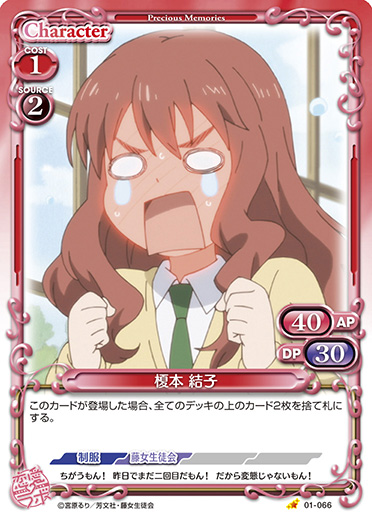 Precious Memories
Character
COST
1
SOURCE
2
40 AP
DP 30
榎本 結子
このカードが登場した場合、全てのデッキの上のカード2枚を捨て札に
する。
制服 藤女生徒会
ちがうもん! 昨日でまだ二回目だもん! だから変態じゃないもん!
恋愛
ラボ
©宮原るり/芳文社・藤女生徒会
01-066